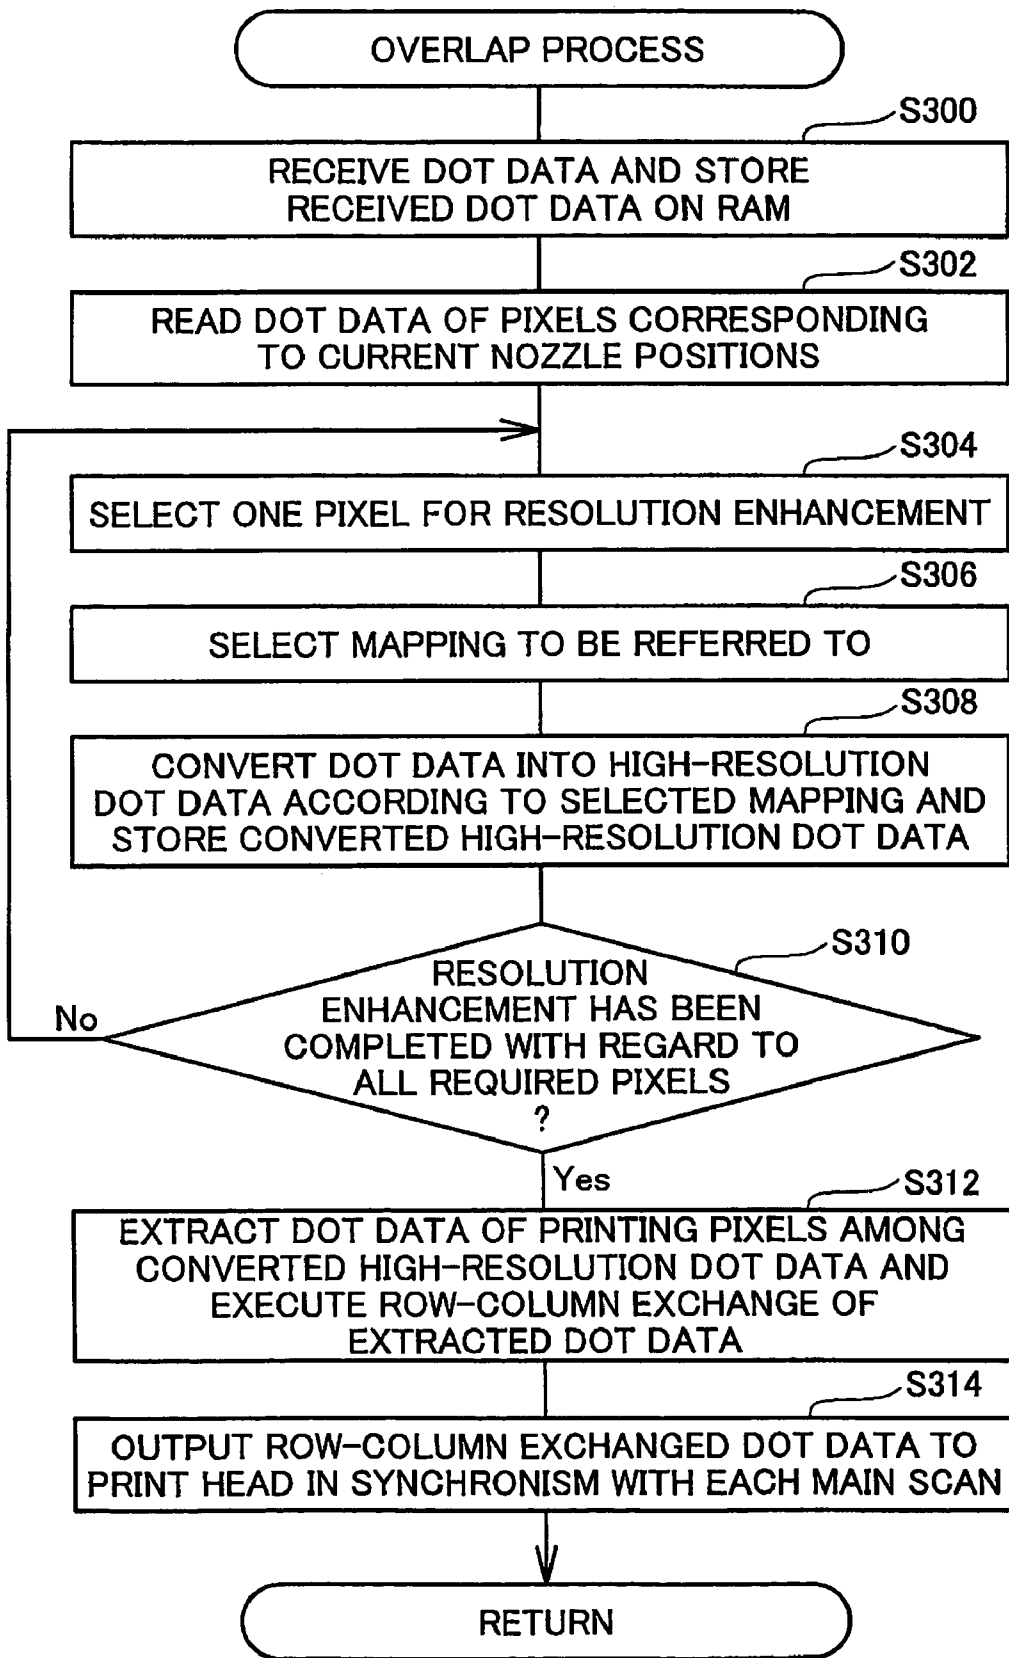 OVERLAP PROCESS
S300
RECEIVE DOT DATA AND STORE
RECEIVED DOT DATA ON RAM
S302
READ DOT DATA OF PIXELS CORRESPONDING
TO CURRENT NOZZLE POSITIONS
S304
SELECT ONE PIXEL FOR RESOLUTION ENHANCEMENT
S306
SELECT MAPPING TO BE REFERRED TO
S308
CONVERT DOT DATA INTO HIGH-RESOLUTION
DOT DATA ACCORDING TO SELECTED MAPPING AND
STORE CONVERTED HIGH-RESOLUTION DOT DATA
S310
RESOLUTION
ENHANCEMENT HAS BEEN
COMPLETED WITH REGARD TO
ALL REQUIRED PIXELS
?
No
Yes
S312
EXTRACT DOT DATA OF PRINTING PIXELS AMONG
CONVERTED HIGH-RESOLUTION DOT DATA AND
EXECUTE ROW-COLUMN EXCHANGE OF
EXTRACTED DOT DATA
S314
OUTPUT ROW-COLUMN EXCHANGED DOT DATA TO
PRINT HEAD IN SYNCHRONISM WITH EACH MAIN SCAN
RETURN